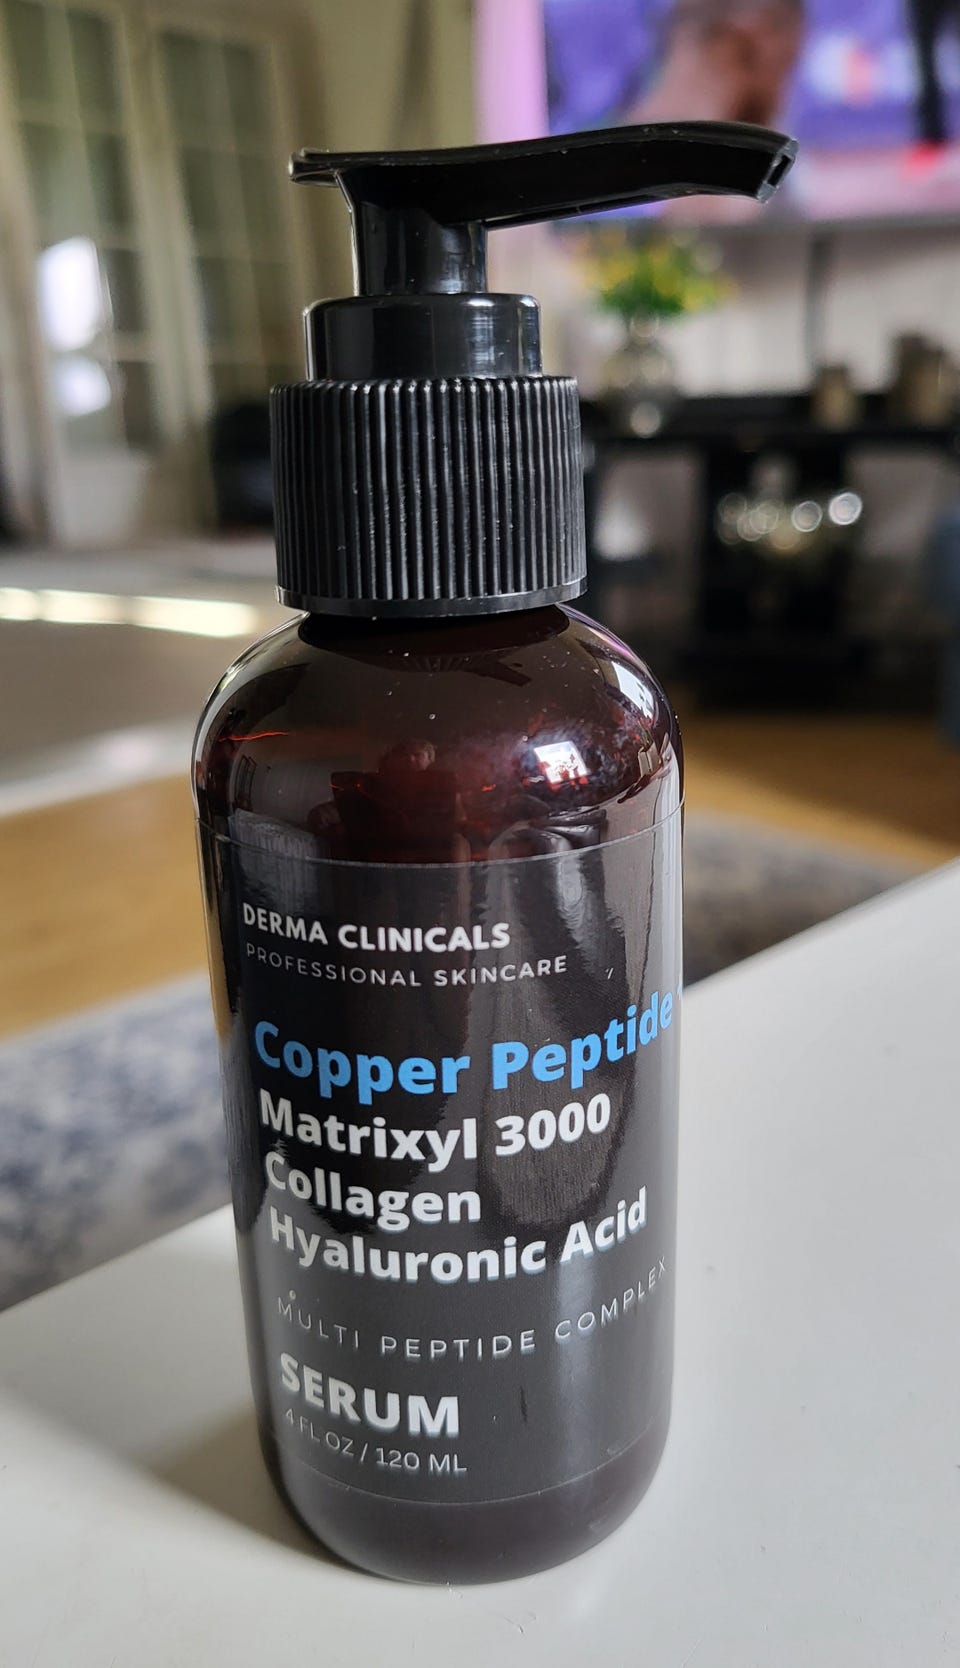 DERMA CLINICALS
PROFESSIONAL SKINCARE
Copper Peptide
Matrixyl 3000
Collagen
Hyaluronic Acid
MULTI PEPTIDE COMPLEX
SERUM
4 FL OZ / 120 ML